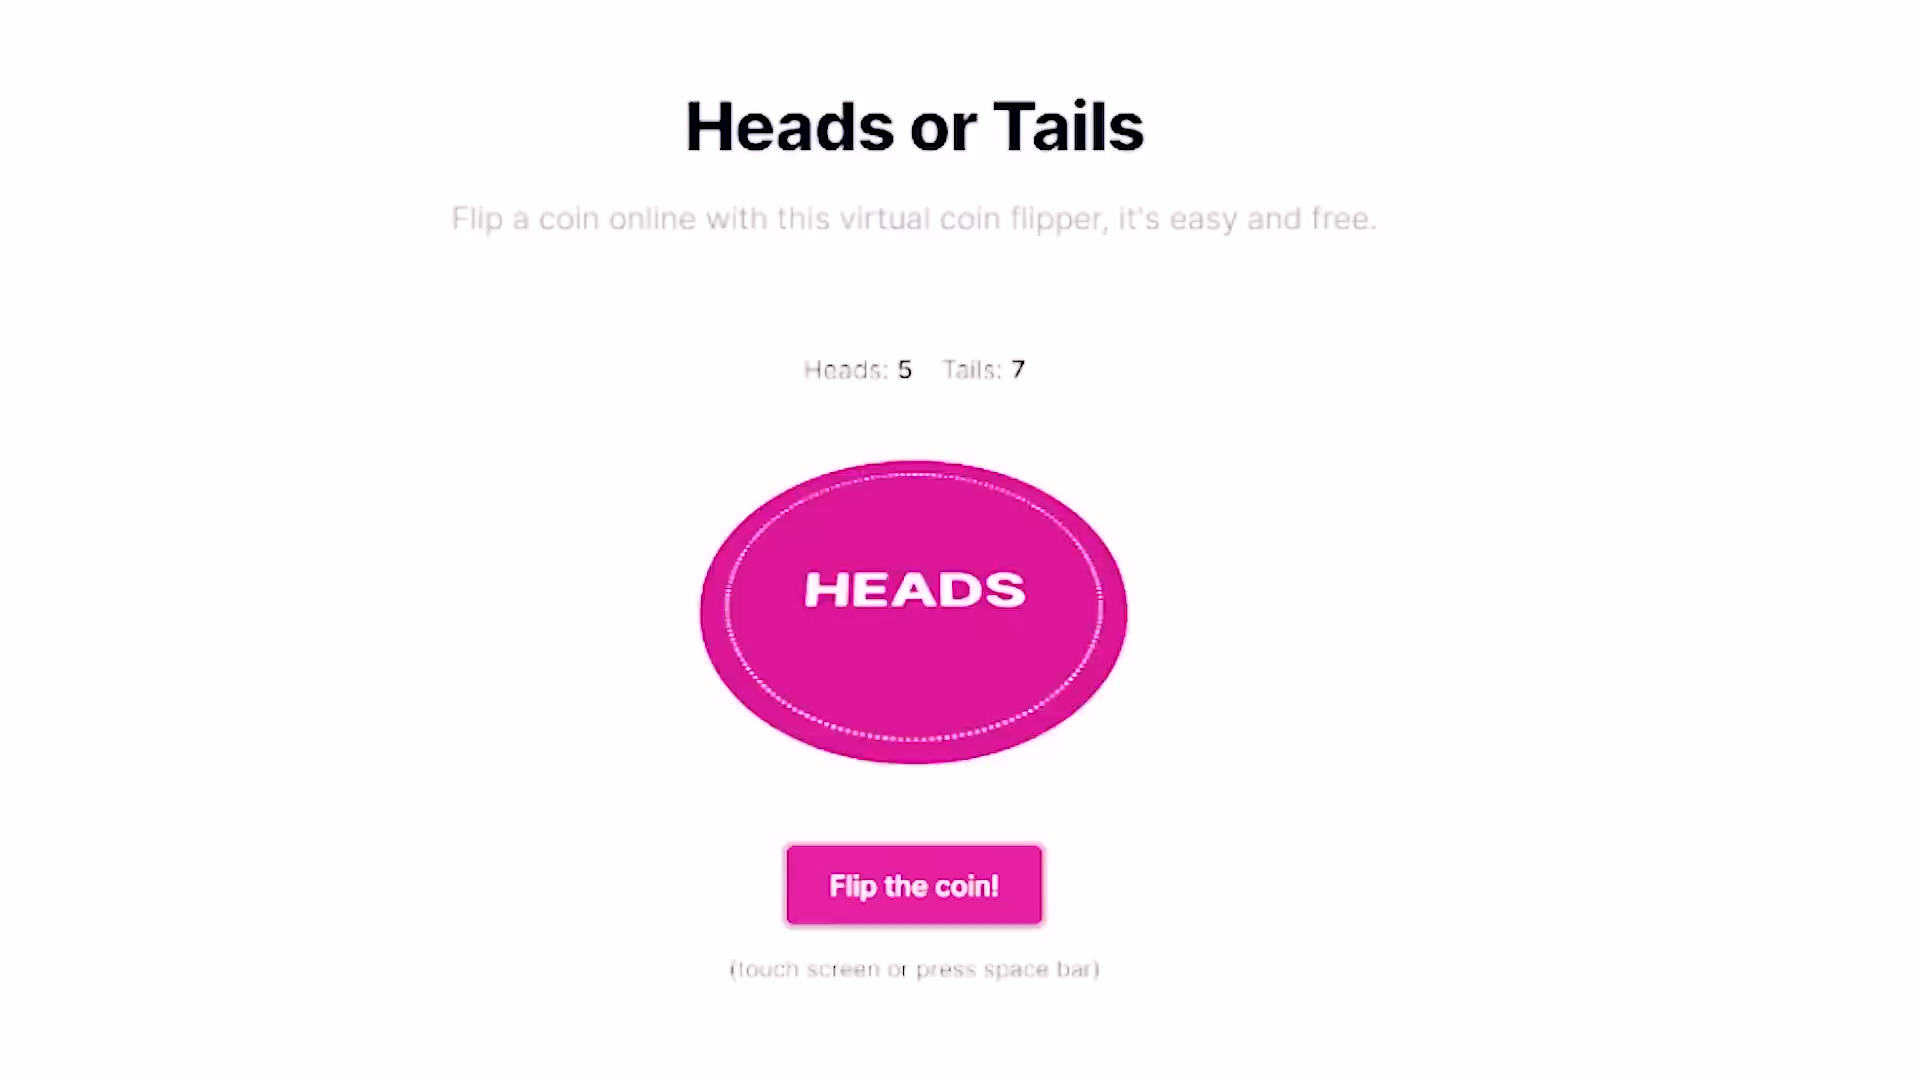 Heads or Tails
Flip a coin online with this virtual coin flipper, it's easy and free.
Heads: 5 Tails: 7
HEADS
Flip the coin!
(touch screen or press space bar)